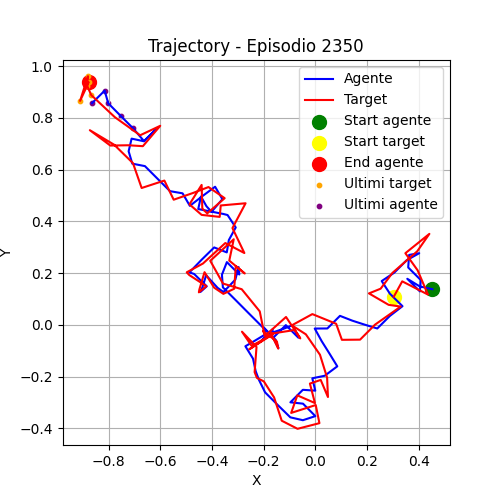 Trajectory - Episodio 2350
Agente
Target
Start agente
Start target
End agente
Ultimi target
Ultimi agente
1.0
0.8
0.6
0.4
0.2
0.0
−0.2
−0.4
Y
−0.8
−0.6
−0.4
−0.2
0.0
0.2
0.4
X